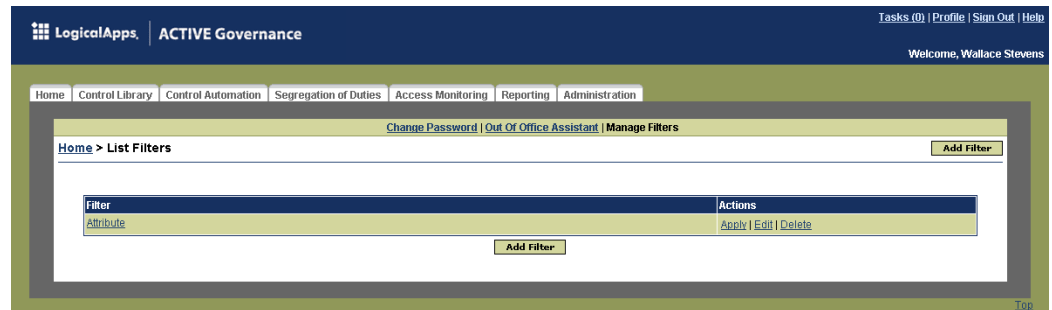 Tasks (0) | Profile | Sign Out | Help
LogicalApps. ACTIVE Governance
Welcome, Wallace Stevens
Home Control Library Control Automation Segregation of Duties Access Monitoring Reporting Administration
Change Password | Out Of Office Assistant | Manage Filters
Home > List Filters Add Filter
Filter Actions
Attribute Apply | Edit | Delete
Add Filter
Top